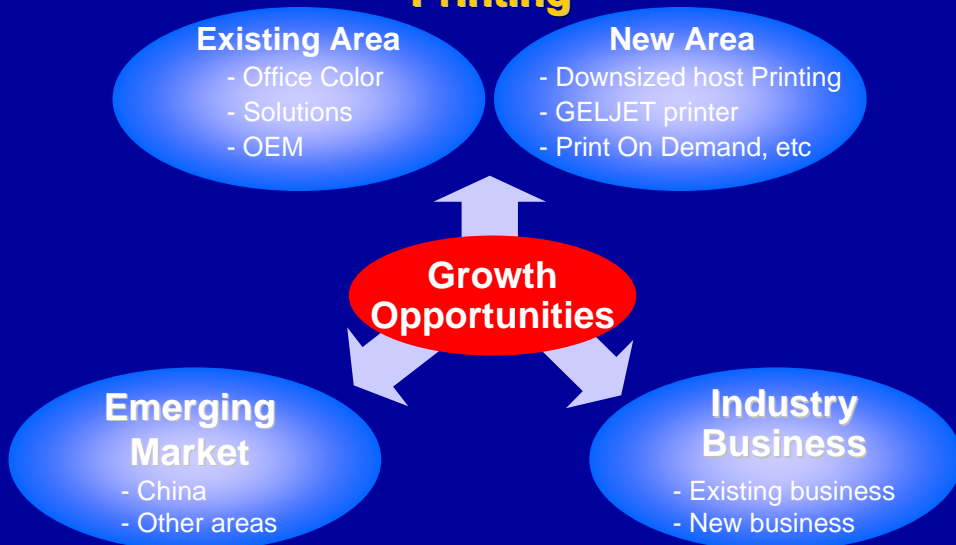 Printing
Existing Area
- Office Color
- Solutions
- OEM
New Area
- Downsized host Printing
- GELJET printer
- Print On Demand, etc
Growth
Opportunities
Emerging
Market
- China
- Other areas
Industry
Business
- Existing business
- New business